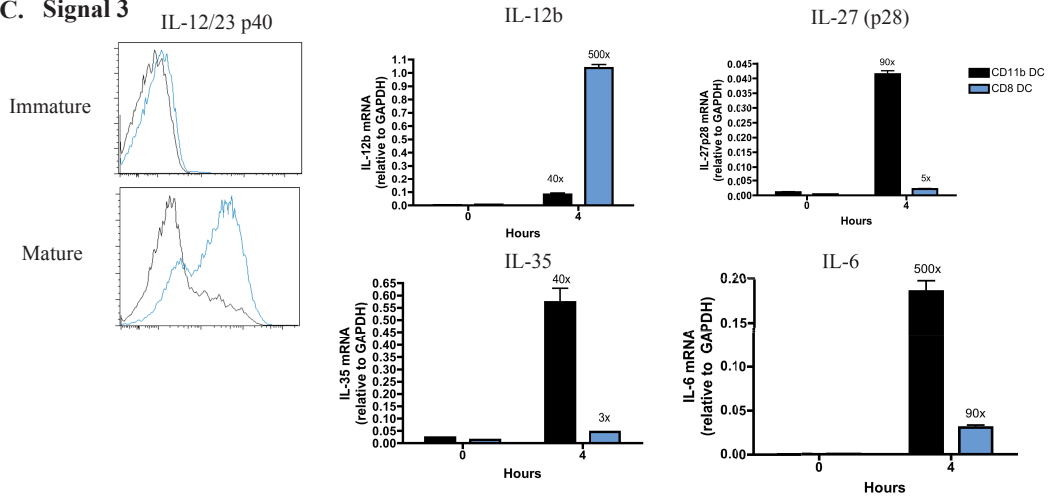 C. Signal 3
IL-12/23 p40
Immature
Mature
IL-12b
IL-12b mRNA
(relative to GAPDH)
1.1
1.0
0.9
0.8
0.7
0.6
0.5
0.4
0.3
0.2
0.1
0.0
40x
500x
0
4
Hours
IL-27 (p28)
IL-27p28 mRNA
(relative to GAPDH)
0.045
0.040
0.035
0.030
0.025
0.020
0.015
0.010
0.005
0.000
90x
5x
0
4
Hours
CD11b DC
CD8 DC
IL-35
IL-35 mRNA
(relative to GAPDH)
0.65
0.60
0.55
0.50
0.45
0.40
0.35
0.30
0.25
0.20
0.15
0.10
0.05
0.00
40x
3x
0
4
Hours
IL-6
IL-6 mRNA
(relative to GAPDH)
0.20
0.15
0.10
0.05
0.00
500x
90x
0
4
Hours